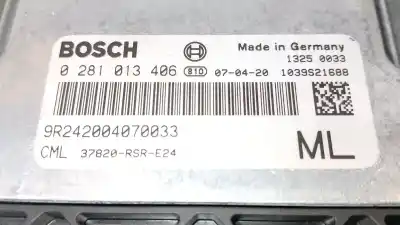 BOSCH
Made in Germany
1325 0033
0 281 013 406 810 07-04-20 1039S21688
9R242004070033
CML 37820-RSR-E24
ML